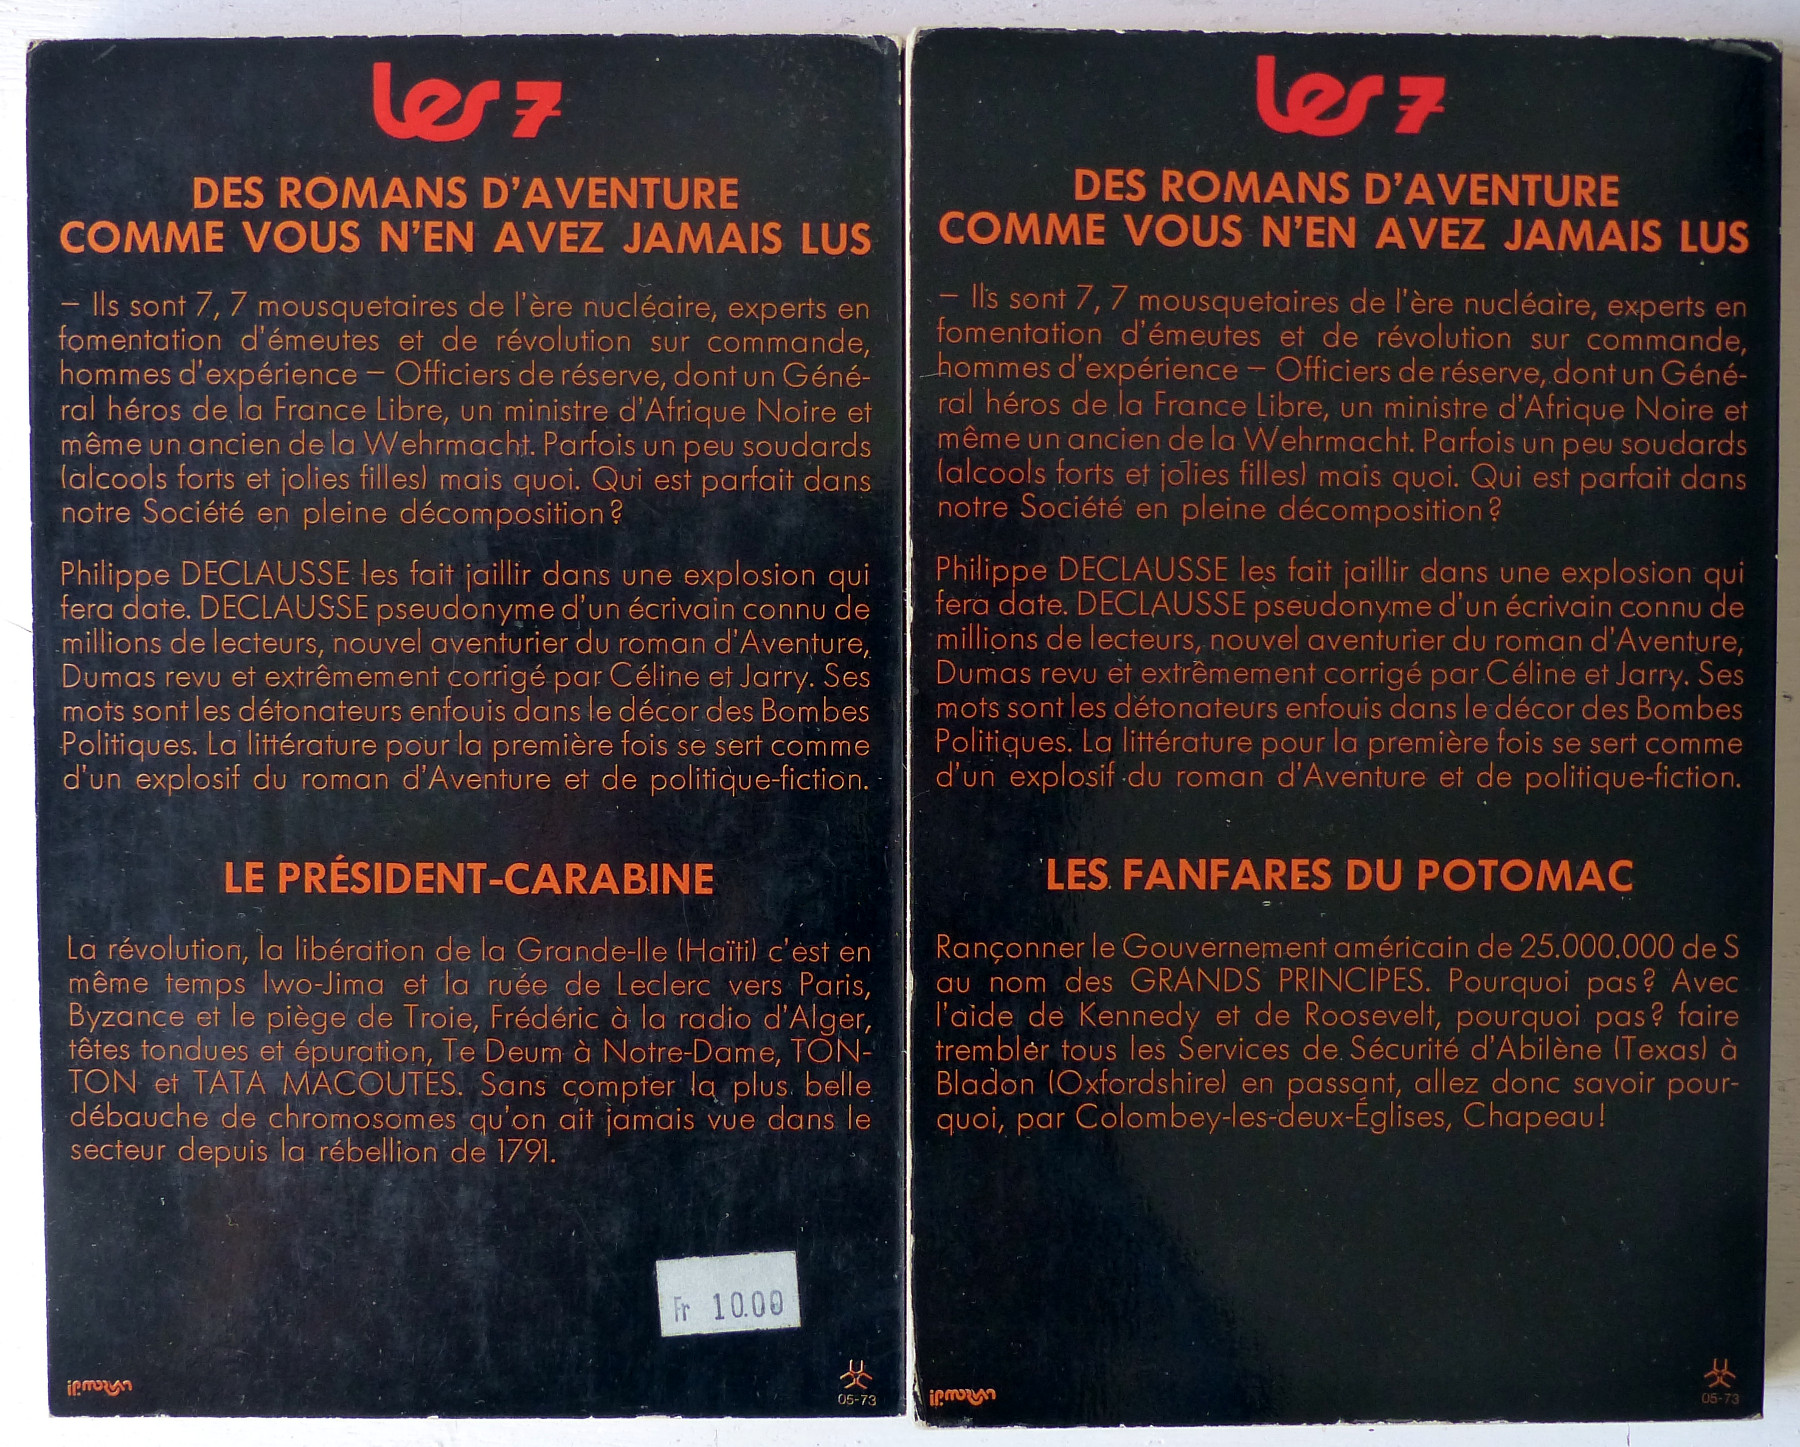 les 7
DES ROMANS D'AVENTURE
COMME VOUS N'EN AVEZ JAMAIS LUS
– Ils sont 7, 7 mousquetaires de l'ère nucléaire, experts en
fomentation d'émeutes et de révolution sur commande,
hommes d'expérience – Officiers de réserve, dont un Géné-
ral héros de la France Libre, un ministre d'Afrique Noire et
même un ancien de la Wehrmacht. Parfois un peu soudards
(alcools forts et jolies filles) mais quoi. Qui est parfait dans
notre Société en pleine décomposition ?
Philippe DECLAUSSE les fait jaillir dans une explosion qui
fera date. DECLAUSSE pseudonyme d'un écrivain connu de
millions de lecteurs, nouvel aventurier du roman d'Aventure,
Dumas revu et extrêmement corrigé par Céline et Jarry. Ses
mots sont les détonateurs enfouis dans le décor des Bombes
Politiques. La littérature pour la première fois se sert comme
d'un explosif du roman d'Aventure et de politique-fiction.
LE PRÉSIDENT-CARABINE
La révolution, la libération de la Grande-Ile (Haïti) c'est en
même temps Iwo-Jima et la ruée de Leclerc vers Paris,
Byzance et le piège de Troie, Frédéric à la radio d'Alger,
têtes tondues et épuration, Te Deum à Notre-Dame, TON-
TON et TATA MACOUTES. Sans compter la plus belle
débauche de chromosomes qu'on ait jamais vue dans le
secteur depuis la rébellion de 1791.
Fr 10.00
j.p.morvan
05-73
les 7
DES ROMANS D'AVENTURE
COMME VOUS N'EN AVEZ JAMAIS LUS
– Ils sont 7, 7 mousquetaires de l'ère nucléaire, experts en
fomentation d'émeutes et de révolution sur commande,
hommes d'expérience – Officiers de réserve, dont un Géné-
ral héros de la France Libre, un ministre d'Afrique Noire et
même un ancien de la Wehrmacht. Parfois un peu soudards
(alcools forts et jolies filles) mais quoi. Qui est parfait dans
notre Société en pleine décomposition ?
Philippe DECLAUSSE les fait jaillir dans une explosion qui
fera date. DECLAUSSE pseudonyme d'un écrivain connu de
millions de lecteurs, nouvel aventurier du roman d'Aventure,
Dumas revu et extrêmement corrigé par Céline et Jarry. Ses
mots sont les détonateurs enfouis dans le décor des Bombes
Politiques. La littérature pour la première fois se sert comme
d'un explosif du roman d'Aventure et de politique-fiction.
LES FANFARES DU POTOMAC
Rançonner le Gouvernement américain de 25.000.000 de S
au nom des GRANDS PRINCIPES. Pourquoi pas ? Avec
l'aide de Kennedy et de Roosevelt, pourquoi pas ? faire
trembler tous les Services de Sécurité d'Abilène (Texas) à
Bladon (Oxfordshire) en passant, allez donc savoir pour-
quoi, par Colombey-les-deux-Églises, Chapeau !
j.p.morvan
05-73